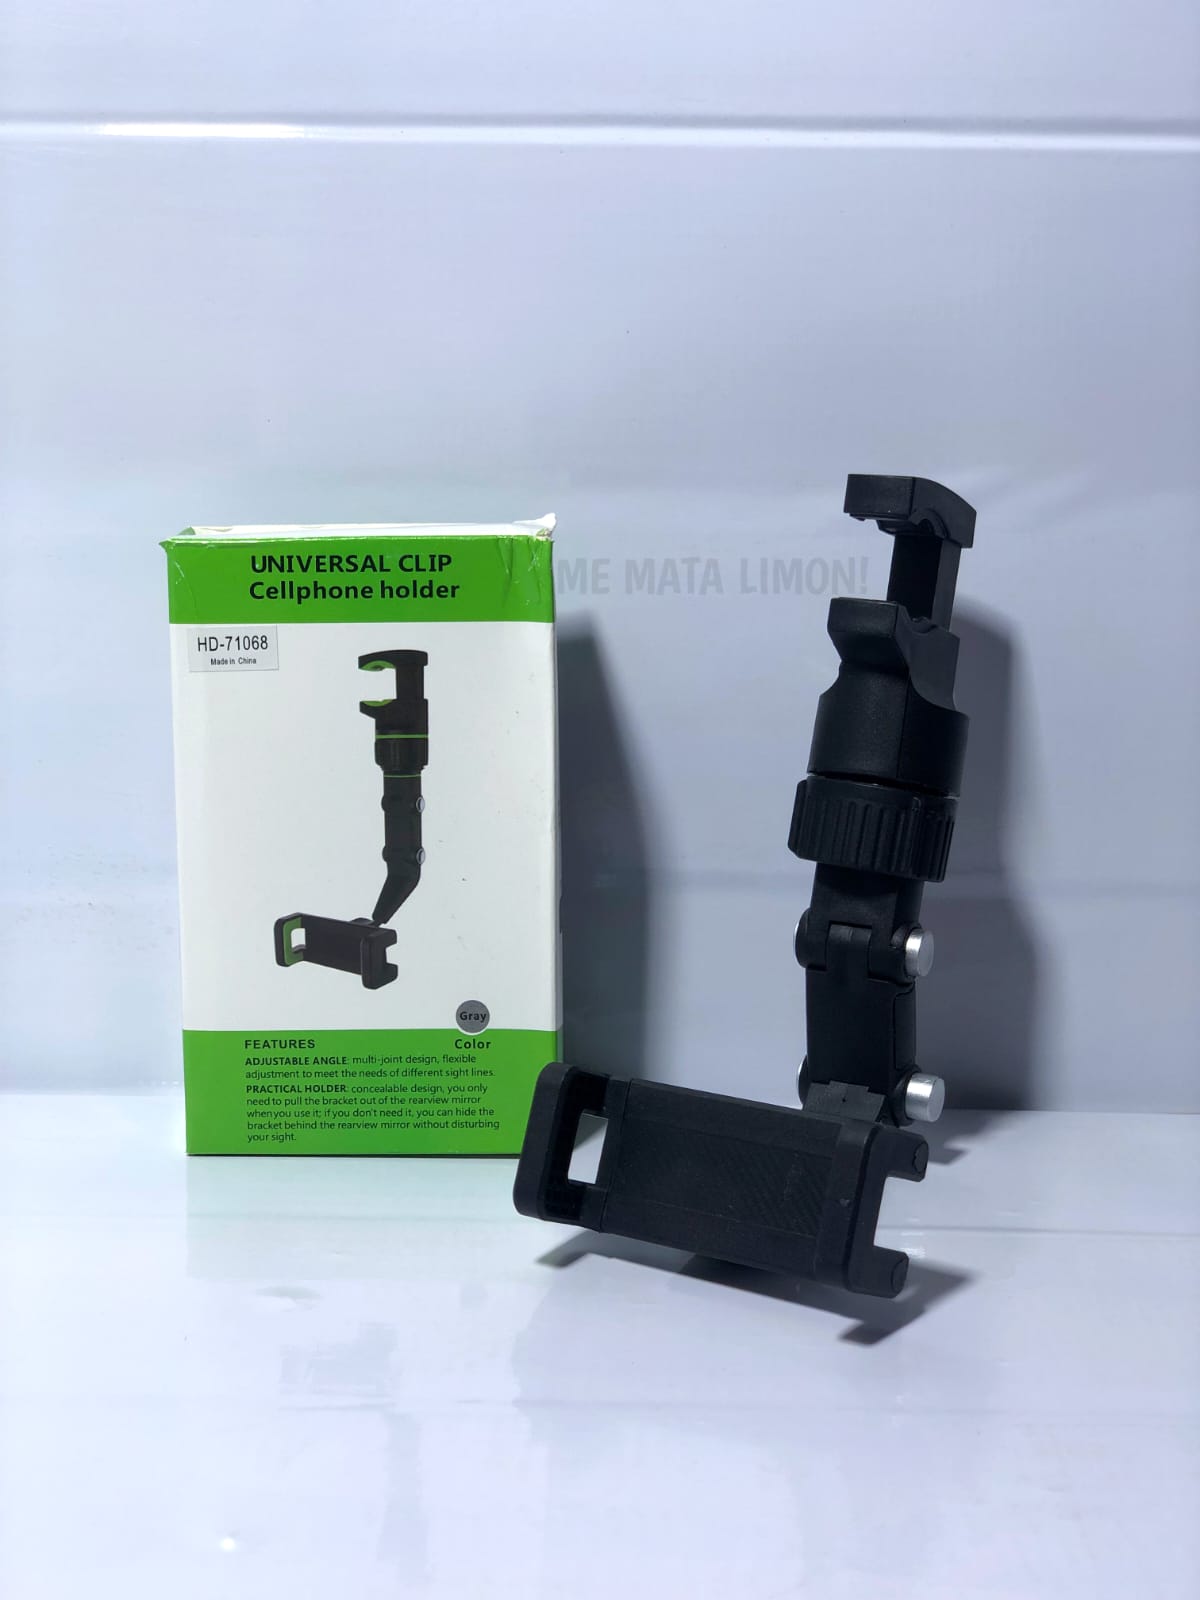 UNIVERSAL CLIP
Cellphone holder
ME MATA LIMON!
HD-71068
Made in China
Gray
Color
FEATURES
ADJUSTABLE ANGLE: multi-joint design, flexible
adjustment to meet the needs of different sight lines.
PRACTICAL HOLDER: concealable design, you only
need to pull the bracket out of the rearview mirror
when you use it; if you don't need it, you can hide the
bracket behind the rearview mirror without disturbing
your sight.